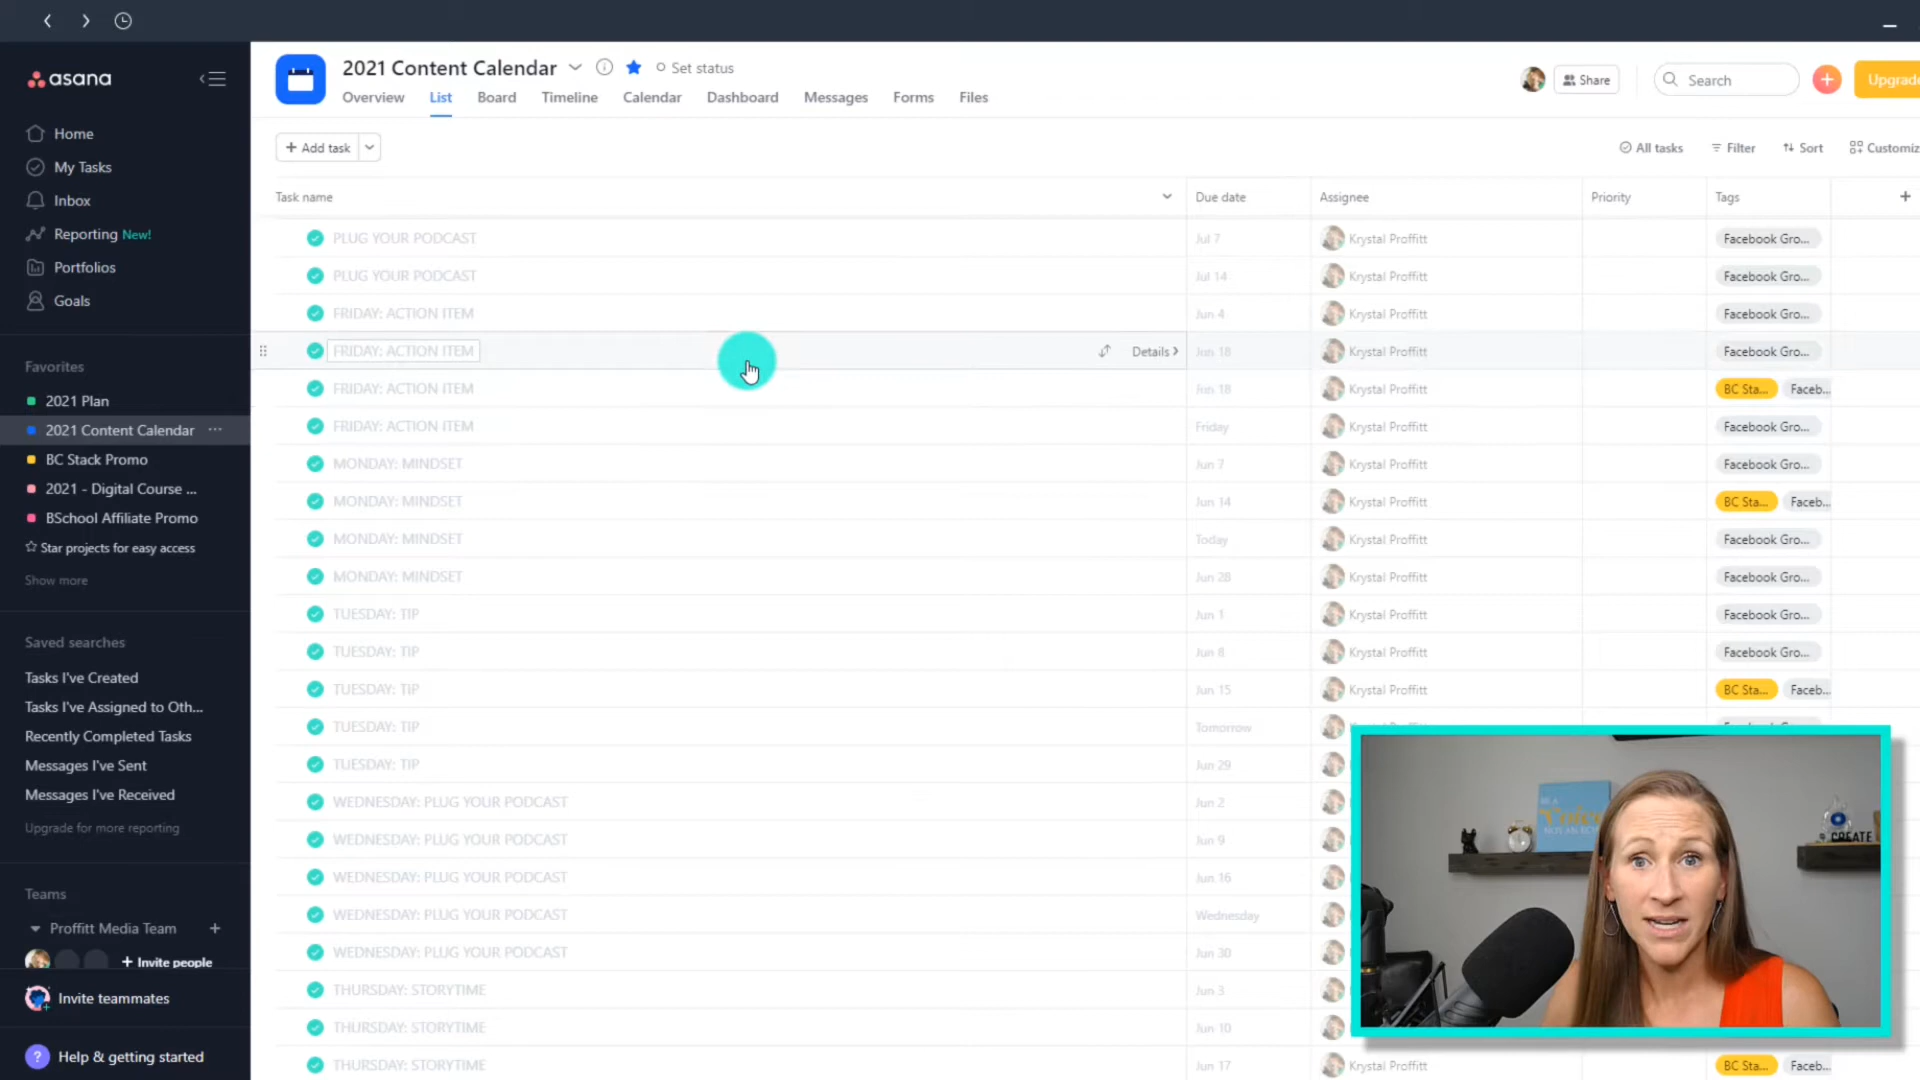 asana
Home
My Tasks
Inbox
Reporting New!
Portfolios
Goals
Favorites
2021 Plan
2021 Content Calendar ...
BC Stack Promo
2021 - Digital Course ...
BSchool Affiliate Promo
Star projects for easy access
Show more
Saved searches
Tasks I've Created
Tasks I've Assigned to Oth...
Recently Completed Tasks
Messages I've Sent
Messages I've Received
Upgrade for more reporting
Teams
Proffitt Media Team +
+ Invite people
Invite teammates
? Help & getting started
2021 Content Calendar Set status
Share Search + Upgrade
Overview List Board Timeline Calendar Dashboard Messages Forms Files
+ Add task All tasks Filter Sort Customiz
Task name Due date Assignee Priority Tags +
PLUG YOUR PODCAST Jul 7 Krystal Proffitt Facebook Gro...
PLUG YOUR PODCAST Jul 14 Krystal Proffitt Facebook Gro...
FRIDAY: ACTION ITEM Jun 4 Krystal Proffitt Facebook Gro...
FRIDAY: ACTION ITEM Details > Jun 18 Krystal Proffitt Facebook Gro...
FRIDAY: ACTION ITEM Jun 18 Krystal Proffitt BC Sta... Faceb...
FRIDAY: ACTION ITEM Friday Krystal Proffitt Facebook Gro...
MONDAY: MINDSET Jun 7 Krystal Proffitt Facebook Gro...
MONDAY: MINDSET Jun 14 Krystal Proffitt BC Sta... Faceb...
MONDAY: MINDSET Today Krystal Proffitt Facebook Gro...
MONDAY: MINDSET Jun 28 Krystal Proffitt Facebook Gro...
TUESDAY: TIP Jun 1 Krystal Proffitt Facebook Gro...
TUESDAY: TIP Jun 8 Krystal Proffitt Facebook Gro...
TUESDAY: TIP Jun 15 Krystal Proffitt BC Sta... Faceb...
TUESDAY: TIP Tomorrow
TUESDAY: TIP Jun 29
WEDNESDAY: PLUG YOUR PODCAST Jun 2
WEDNESDAY: PLUG YOUR PODCAST Jun 9
WEDNESDAY: PLUG YOUR PODCAST Jun 16
WEDNESDAY: PLUG YOUR PODCAST Wednesday
WEDNESDAY: PLUG YOUR PODCAST Jun 30
THURSDAY: STORYTIME Jun 3
THURSDAY: STORYTIME Jun 10
THURSDAY: STORYTIME Jun 17 Krystal Proffitt BC Sta... Faceb...
BE A
Voice
NOT AN
CREATE